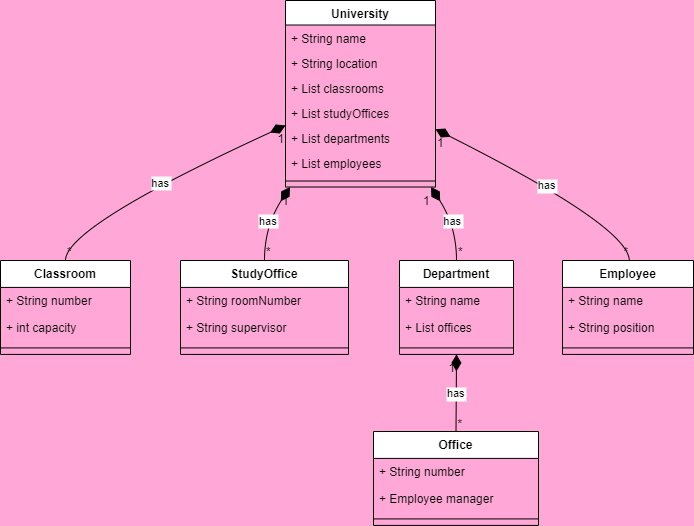 University
+ String name
+ String location
+ List classrooms
+ List studyOffices
+ List departments
+ List employees
1
1
has
has
1
1
has
has
*
*
*
*
Classroom
+ String number
+ int capacity
StudyOffice
+ String roomNumber
+ String supervisor
Department
+ String name
+ List offices
Employee
+ String name
+ String position
1
has
*
Office
+ String number
+ Employee manager